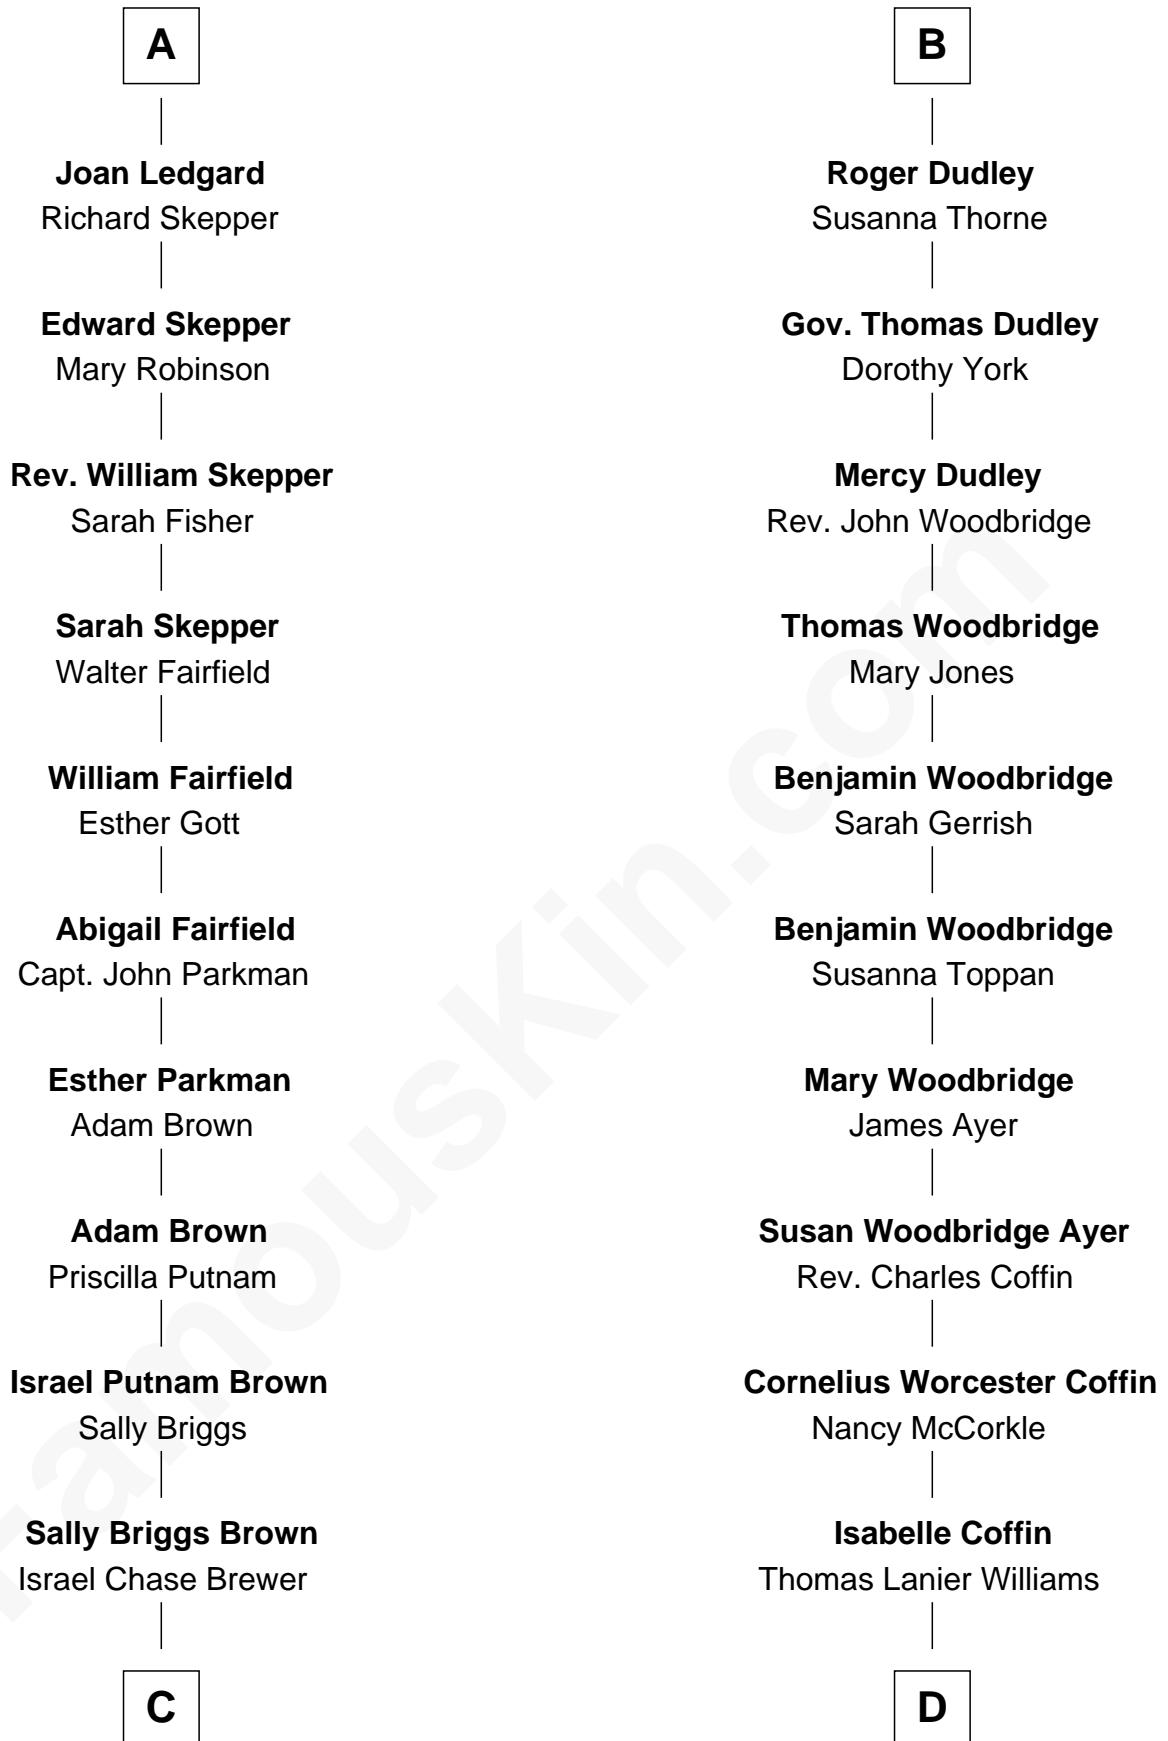 A
Joan Ledgard
Richard Skepper
Edward Skepper
Mary Robinson
Rev. William Skepper
Sarah Fisher
Sarah Skepper
Walter Fairfield
William Fairfield
Esther Gott
Abigail Fairfield
Capt. John Parkman
Esther Parkman
Adam Brown
Adam Brown
Priscilla Putnam
Israel Putnam Brown
Sally Briggs
Sally Briggs Brown
Israel Chase Brewer
C
B
Roger Dudley
Susanna Thorne
Gov. Thomas Dudley
Dorothy York
Mercy Dudley
Rev. John Woodbridge
Thomas Woodbridge
Mary Jones
Benjamin Woodbridge
Sarah Gerrish
Benjamin Woodbridge
Susanna Toppan
Mary Woodbridge
James Ayer
Susan Woodbridge Ayer
Rev. Charles Coffin
Cornelius Worcester Coffin
Nancy McCorkle
Isabelle Coffin
Thomas Lanier Williams
D
FamousKin.com